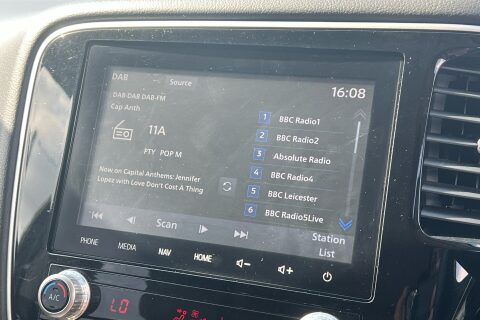 DAB
Source
16:08
DAB-DAB DAB-FM
Cap Anth
11A
PTY POP M
Now on Capital Anthems: Jennifer
Lopez with Love Don't Cost A Thing
1 BBC Radio1
2 BBC Radio2
3 Absolute Radio
4 BBC Radio4
5 BBC Leicester
6 BBC Radio5Live
Scan
Station
List
PHONE
MEDIA
NAV
HOME
A/C
LO